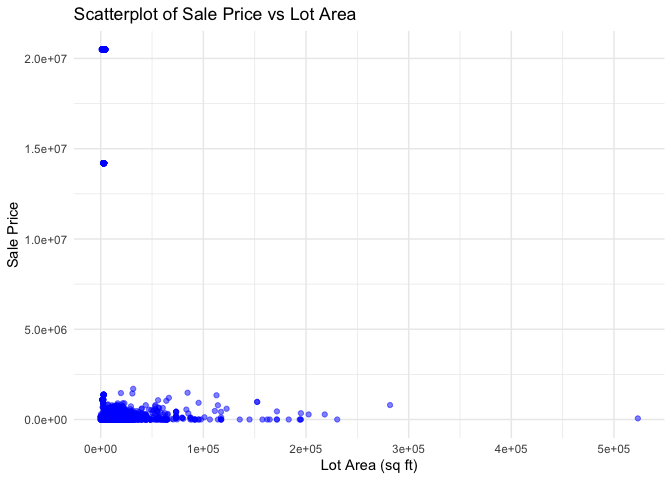 Scatterplot of Sale Price vs Lot Area
Sale Price
2.0e+07
1.5e+07
1.0e+07
5.0e+06
0.0e+00
0e+00 1e+05 2e+05 3e+05 4e+05 5e+05
Lot Area (sq ft)